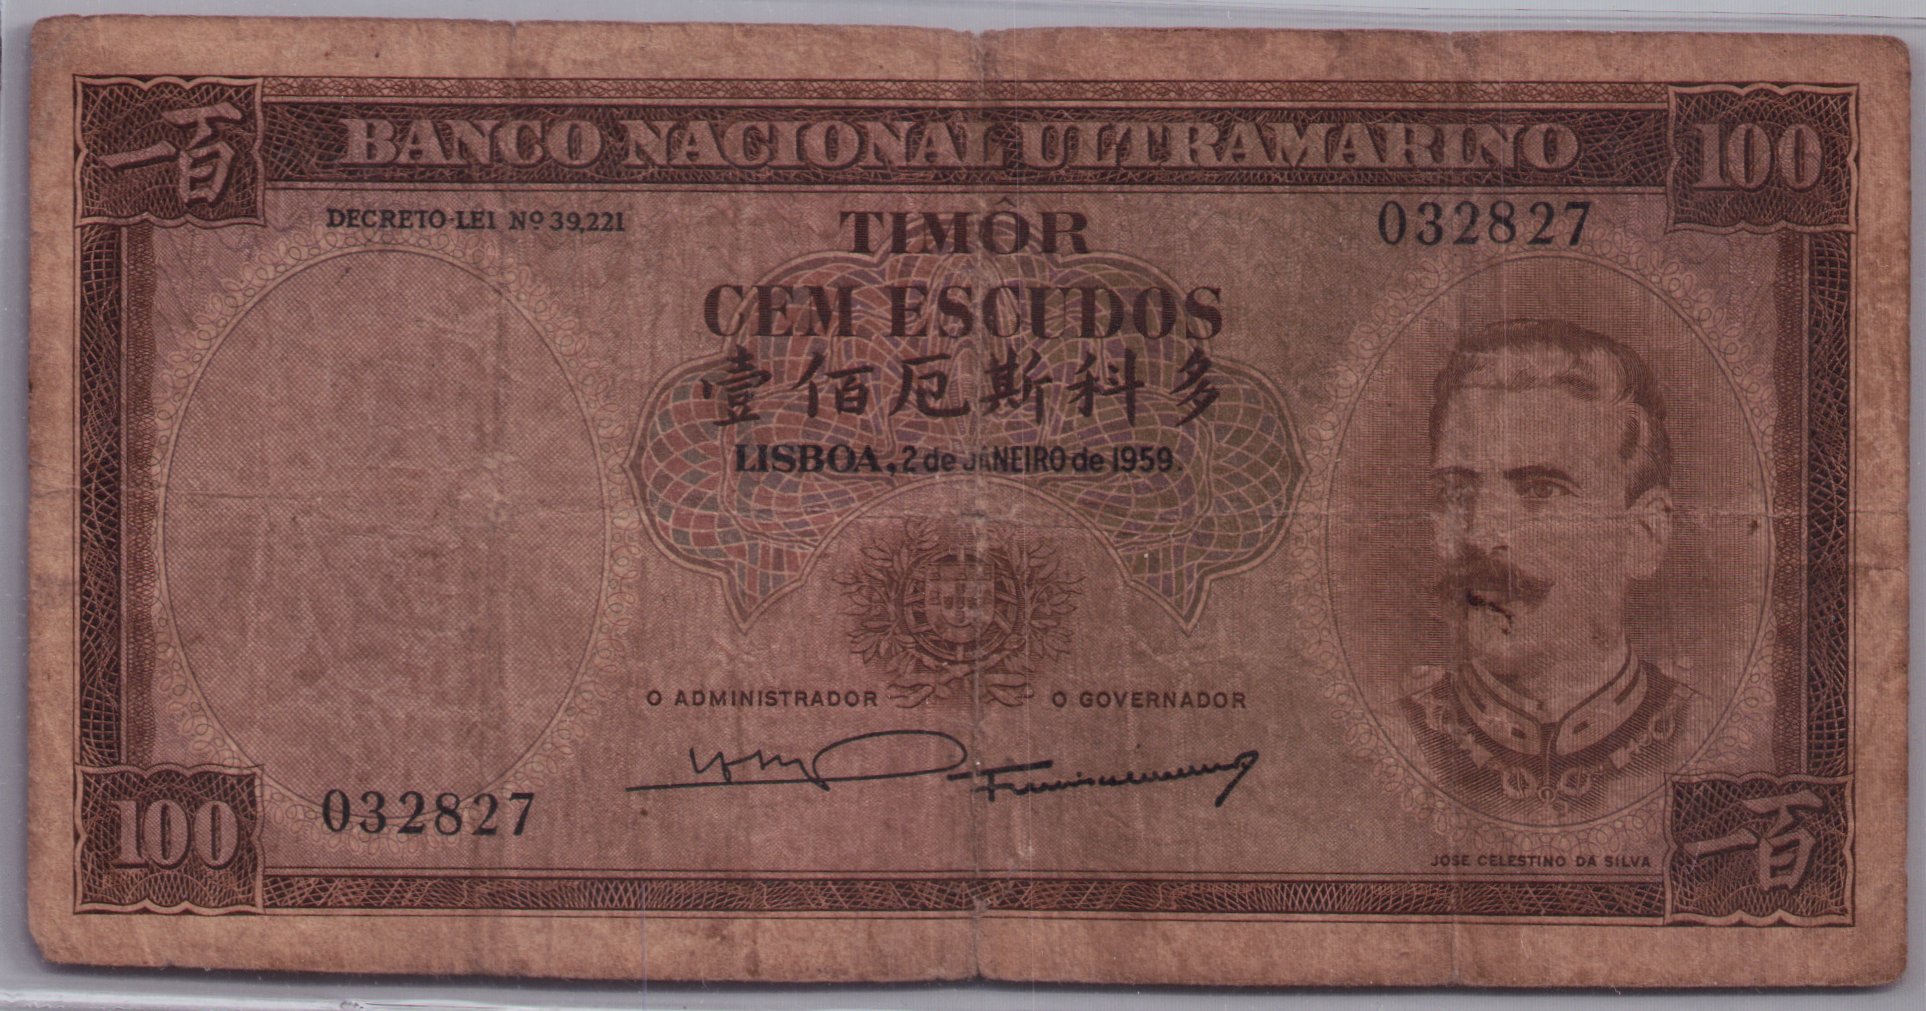 一百
BANCO NACIONAL ULTRAMARINO
100
DECRETO-LEI Nº 39,221
TIMÔR
032827
CEM ESCUDOS
壹佰厄斯科多
LISBOA, 2 de JANEIRO de 1959.
O ADMINISTRADOR
O GOVERNADOR
100
032827
JOSE CELESTINO DA SILVA
一百